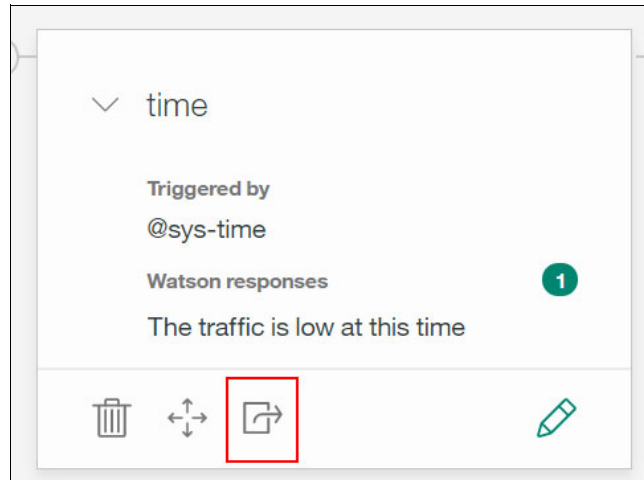 time
Triggered by
@sys-time
Watson responses
1
The traffic is low at this time